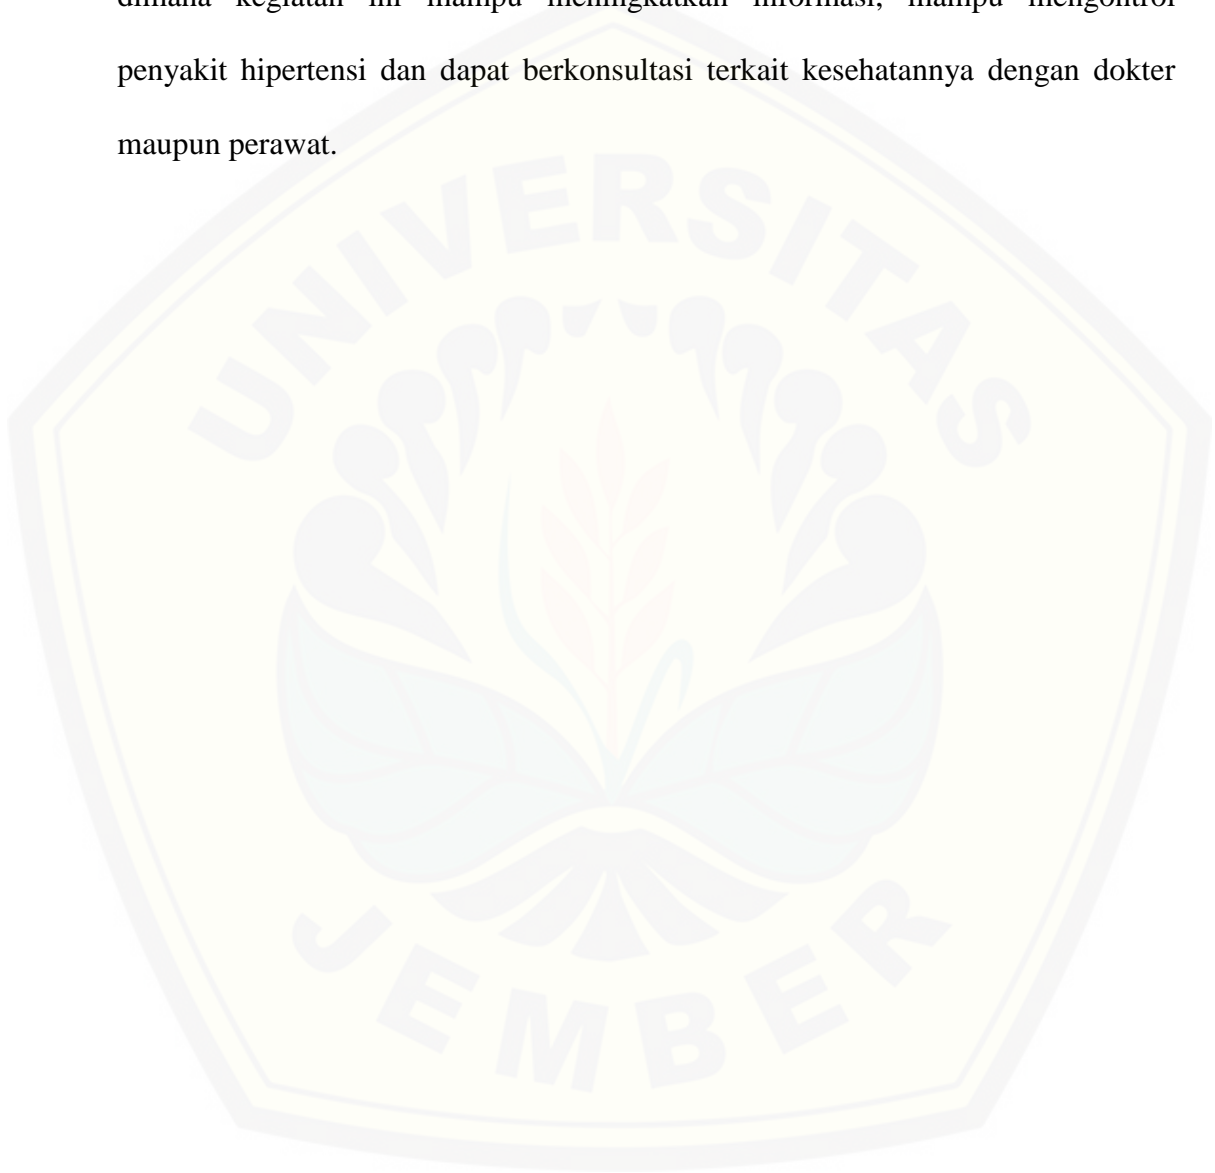 dimana kegiatan ini mampu meningkatkan informasi, mampu mengontrol
penyakit hipertensi dan dapat berkonsultasi terkait kesehatannya dengan dokter
maupun perawat.
UNIVERSITAS
JEMBER